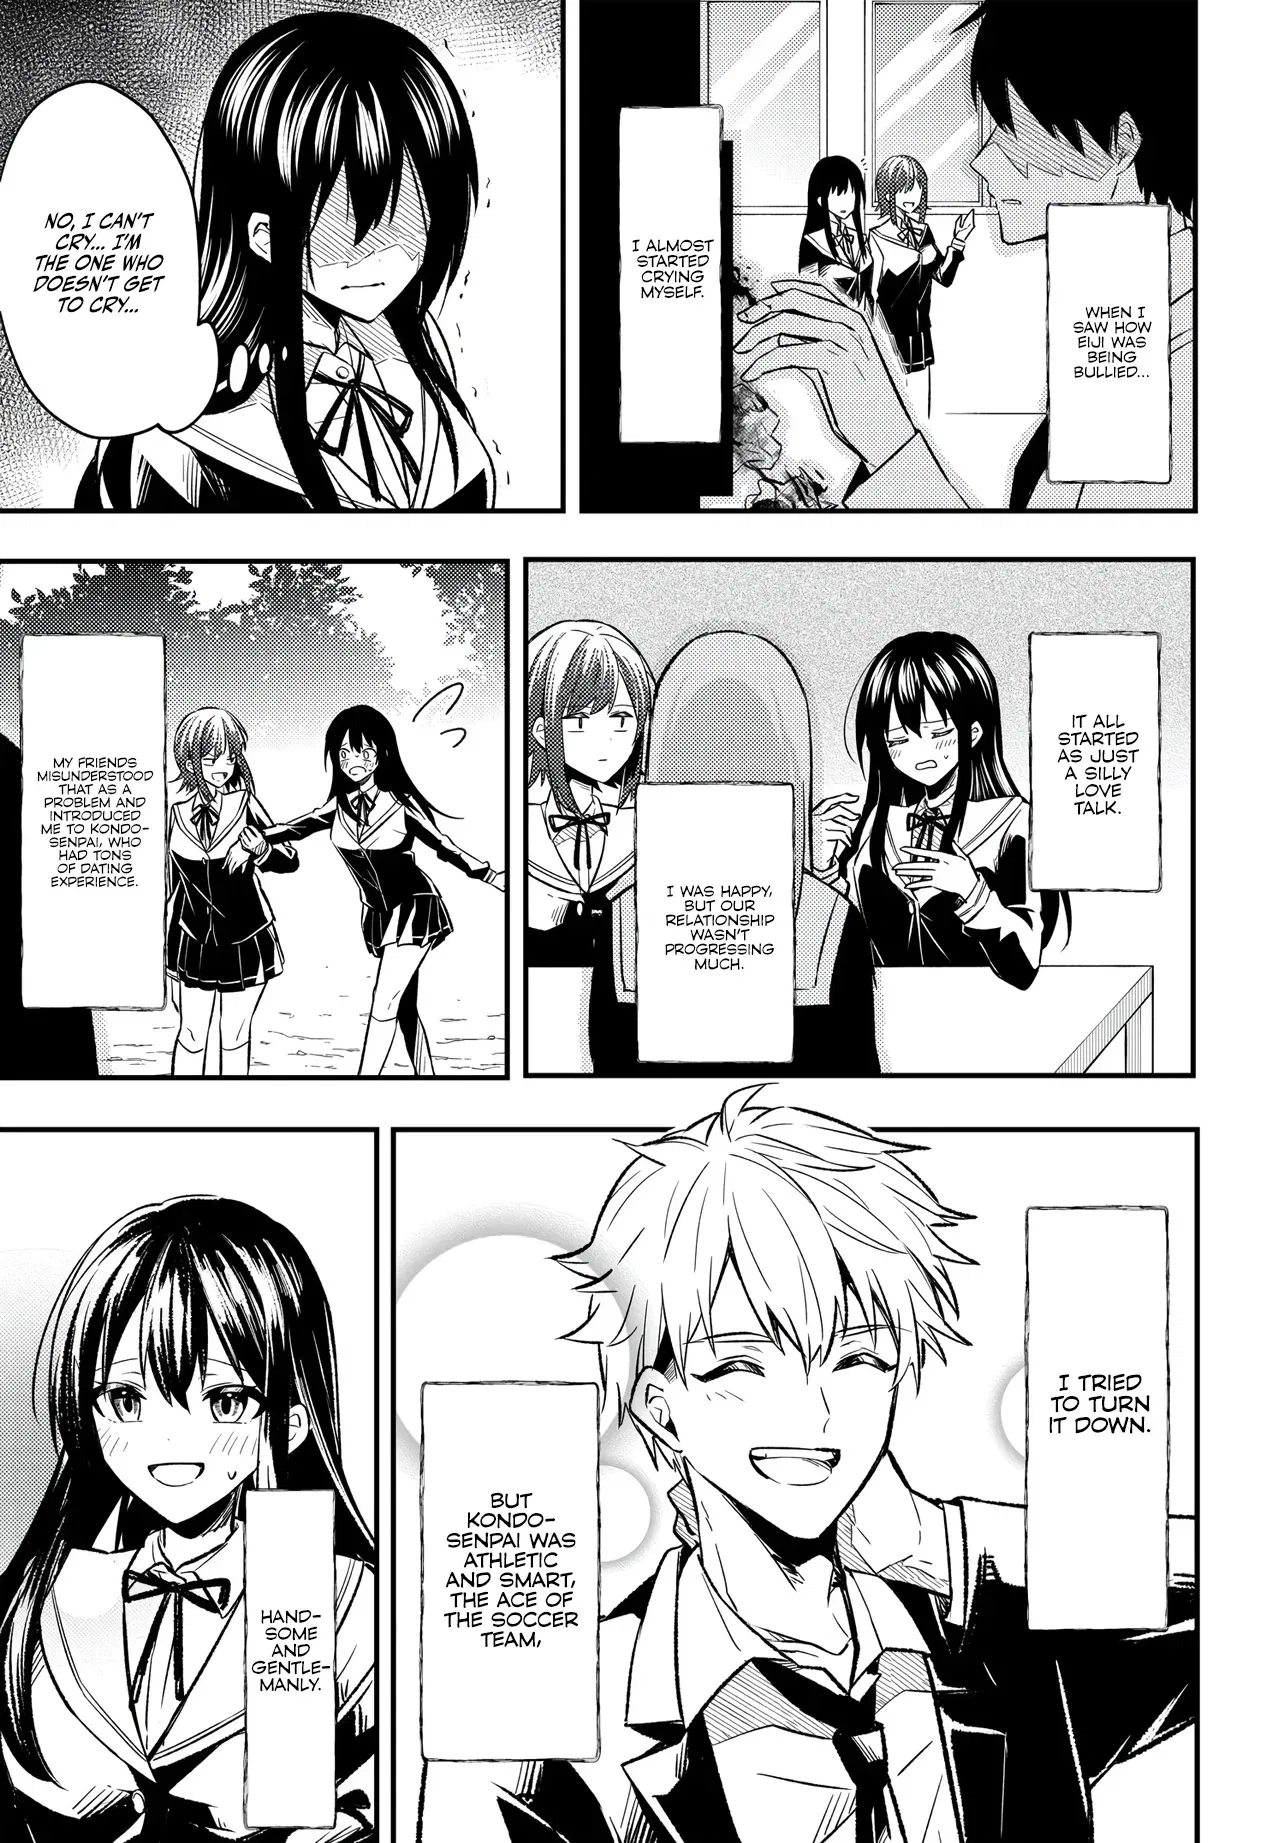 WHEN I
SAW HOW
EIJI WAS
BEING
BULLIED...
I ALMOST
STARTED
CRYING
MYSELF.
NO, I CAN'T
CRY... I'M
THE ONE WHO
DOESN'T GET
TO CRY...
IT ALL
STARTED
AS JUST
A SILLY
LOVE
TALK.
I WAS HAPPY,
BUT OUR
RELATIONSHIP
WASN'T
PROGRESSING
MUCH.
MY FRIENDS
MISUNDERSTOOD
THAT AS A
PROBLEM AND
INTRODUCED
ME TO KONDO-
SENPAI, WHO
HAD TONS
OF DATING
EXPERIENCE.
I TRIED
TO TURN
IT DOWN.
BUT
KONDO-
SENPAI WAS
ATHLETIC
AND SMART,
THE ACE OF
THE SOCCER
TEAM,
HAND-
SOME
AND
GENTLE-
MANLY.